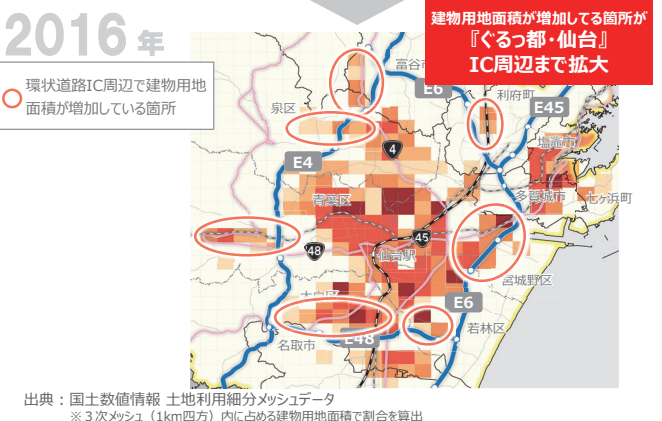 2016年
建物用地面積が増加してる箇所が
『ぐるっ都・仙台』
IC周辺まで拡大
環状道路IC周辺で建物用地
面積が増加している箇所
富谷
E6
利府町
E45
泉区
塩竈市
4
E4
青葉区
多賀城市
七ヶ浜町
45
48
仙台駅
宮城野区
太白区
E6
若林区
名取市
E48
出典：国土数値情報 土地利用細分メッシュデータ
※３次メッシュ（1km四方）内に占める建物用地面積で割合を算出